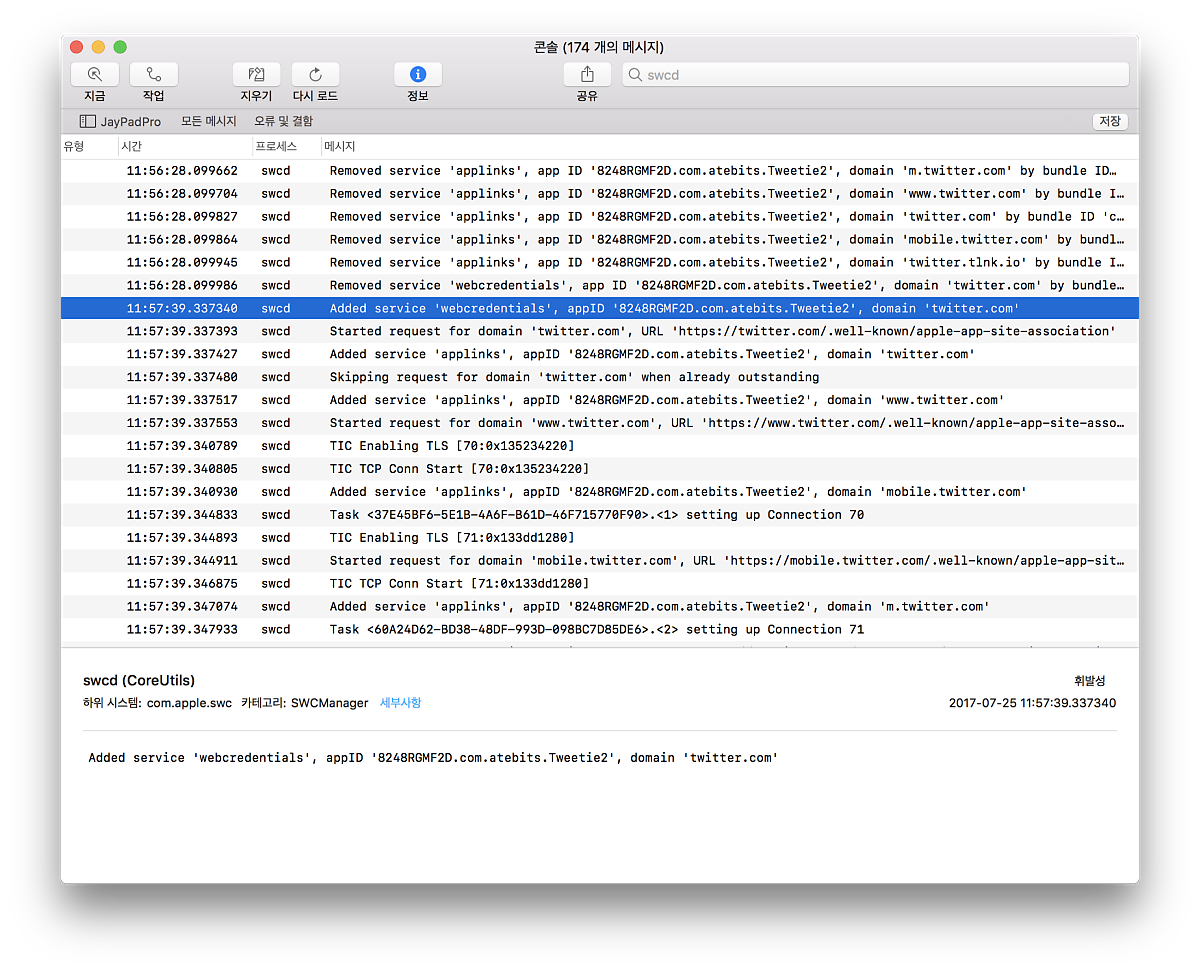 콘솔 (174 개의 메시지)
지금 작업 지우기 다시 로드 정보 공유 swcd
JayPadPro 모든 메시지 오류 및 결함 저장
유형 시간 프로세스 메시지
11:56:28.099662 swcd Removed service 'applinks', app ID '8248RGMF2D.com.atebits.Tweetie2', domain 'm.twitter.com' by bundle ID…
11:56:28.099704 swcd Removed service 'applinks', app ID '8248RGMF2D.com.atebits.Tweetie2', domain 'www.twitter.com' by bundle I…
11:56:28.099827 swcd Removed service 'applinks', app ID '8248RGMF2D.com.atebits.Tweetie2', domain 'twitter.com' by bundle ID 'c…
11:56:28.099864 swcd Removed service 'applinks', app ID '8248RGMF2D.com.atebits.Tweetie2', domain 'mobile.twitter.com' by bundl…
11:56:28.099945 swcd Removed service 'applinks', app ID '8248RGMF2D.com.atebits.Tweetie2', domain 'twitter.tlnk.io' by bundle I…
11:56:28.099986 swcd Removed service 'webcredentials', app ID '8248RGMF2D.com.atebits.Tweetie2', domain 'twitter.com' by bundle…
11:57:39.337340 swcd Added service 'webcredentials', appID '8248RGMF2D.com.atebits.Tweetie2', domain 'twitter.com'
11:57:39.337393 swcd Started request for domain 'twitter.com', URL 'https://twitter.com/.well-known/apple-app-site-association'
11:57:39.337427 swcd Added service 'applinks', appID '8248RGMF2D.com.atebits.Tweetie2', domain 'twitter.com'
11:57:39.337480 swcd Skipping request for domain 'twitter.com' when already outstanding
11:57:39.337517 swcd Added service 'applinks', appID '8248RGMF2D.com.atebits.Tweetie2', domain 'www.twitter.com'
11:57:39.337553 swcd Started request for domain 'www.twitter.com', URL 'https://www.twitter.com/.well-known/apple-app-site-asso…
11:57:39.340789 swcd TIC Enabling TLS [70:0x135234220]
11:57:39.340805 swcd TIC TCP Conn Start [70:0x135234220]
11:57:39.340930 swcd Added service 'applinks', appID '8248RGMF2D.com.atebits.Tweetie2', domain 'mobile.twitter.com'
11:57:39.344833 swcd Task <37E45BF6-5E1B-4A6F-B61D-46F715770F90>.<1> setting up Connection 70
11:57:39.344893 swcd TIC Enabling TLS [71:0x133dd1280]
11:57:39.344911 swcd Started request for domain 'mobile.twitter.com', URL 'https://mobile.twitter.com/.well-known/apple-app-sit…
11:57:39.346875 swcd TIC TCP Conn Start [71:0x133dd1280]
11:57:39.347074 swcd Added service 'applinks', appID '8248RGMF2D.com.atebits.Tweetie2', domain 'm.twitter.com'
11:57:39.347933 swcd Task <60A24D62-BD38-48DF-993D-098BC7D85DE6>.<2> setting up Connection 71
swcd (CoreUtils) 휘발성
하위 시스템: com.apple.swc 카테고리: SWCManager 세부사항 2017-07-25 11:57:39.337340
Added service 'webcredentials', appID '8248RGMF2D.com.atebits.Tweetie2', domain 'twitter.com'